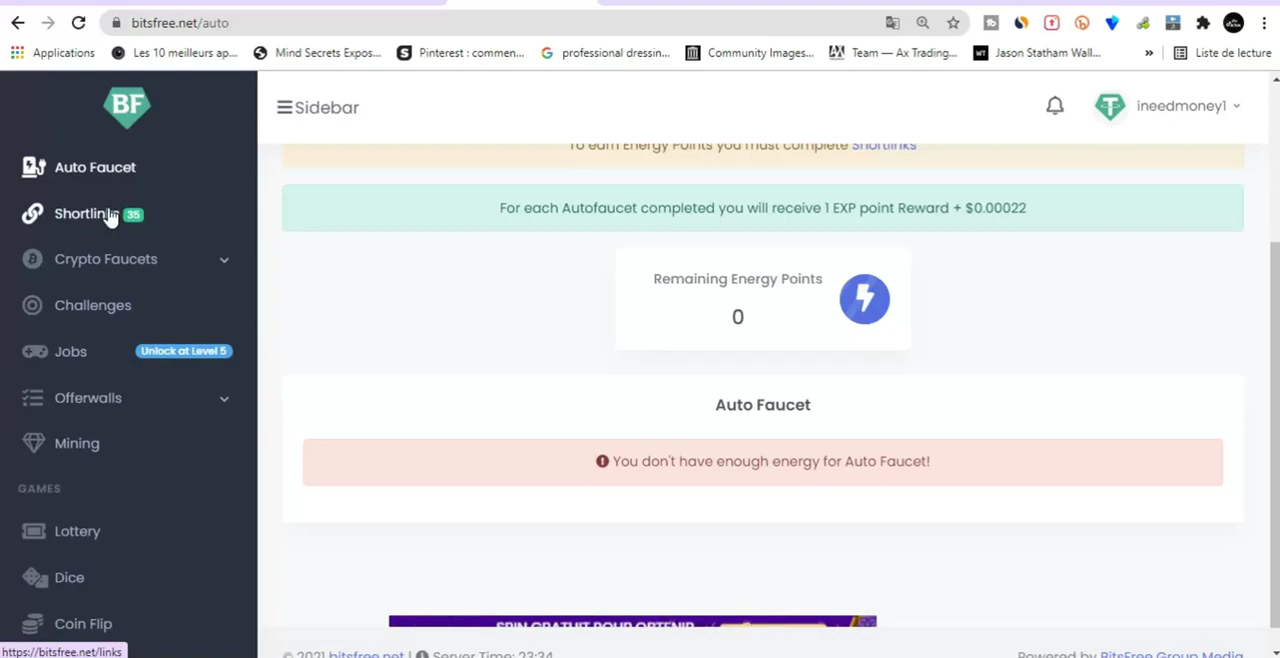 bitsfree.net/auto
Applications
Les 10 meilleurs ap...
Mind Secrets Expos...
Pinterest : commen...
professional dressin...
Community Images...
Team — Ax Trading...
Jason Statham Wall...
»
Liste de lecture
BF
Sidebar
ineedmoney1
Auto Faucet
Shortlink 35
Crypto Faucets
Challenges
Jobs Unlock at Level 5
Offerwalls
Mining
GAMES
Lottery
Dice
Coin Flip
https://bitsfree.net/links
To earn Energy Points you must complete Shortlinks
For each Autofaucet completed you will receive 1 EXP point Reward + $0.00022
Remaining Energy Points
0
Auto Faucet
You don't have enough energy for Auto Faucet!
SPIN GRATUIT POUR OBTENIR
© 2021 bitsfree.net | Server Time: 23:34
Powered by BitsFree Group Media